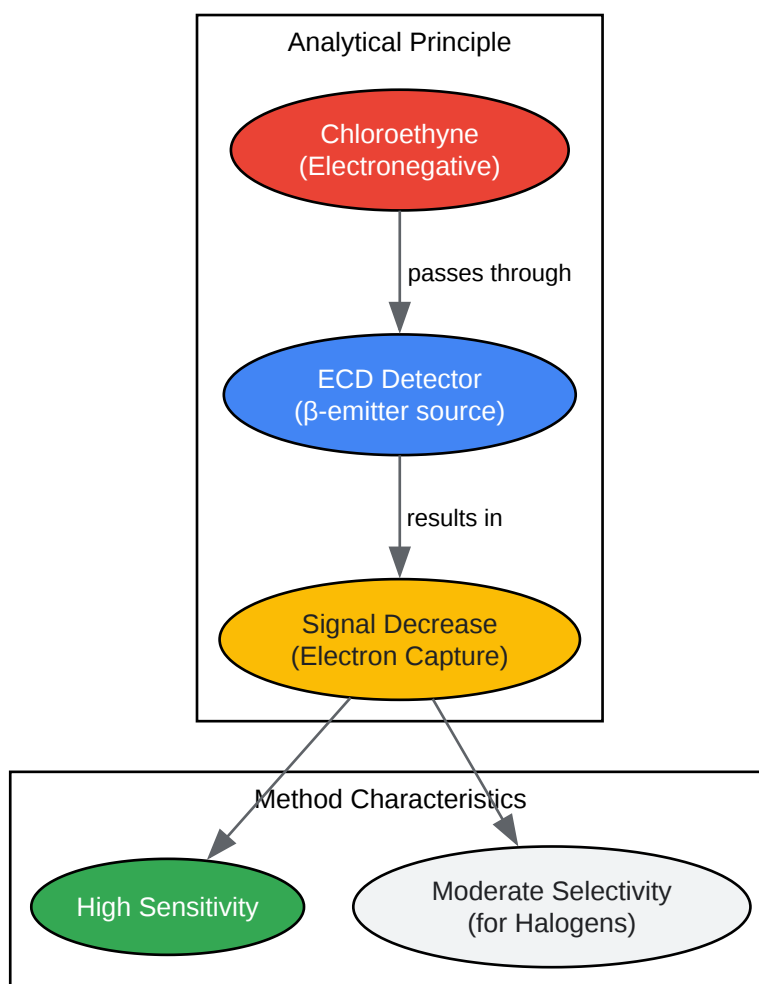 Analytical Principle
Chloroethyne
(Electronegative)
passes through
ECD Detector
(β-emitter source)
results in
Signal Decrease
(Electron Capture)
Method Characteristics
High Sensitivity
Moderate Selectivity
(for Halogens)